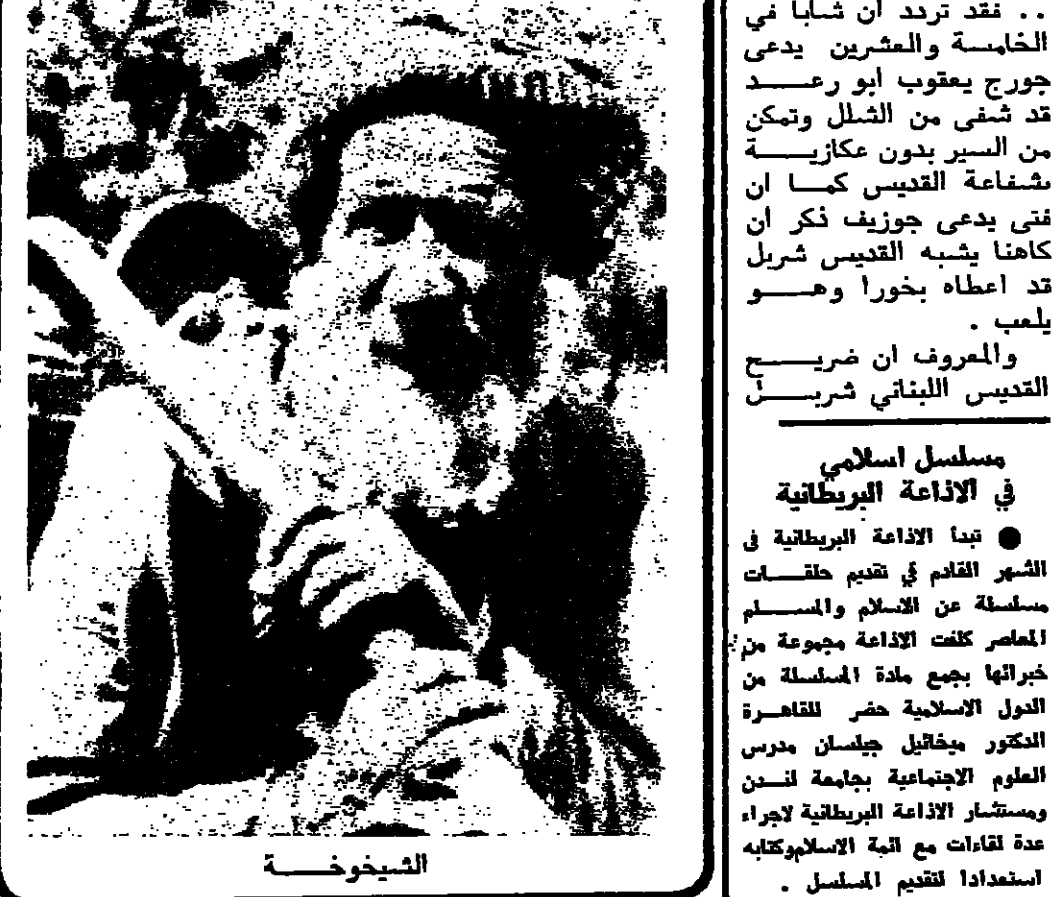 .. فقد تردد ان شابا في
الخامسة والعشرين يدعى
جورج يعقوب ابو رعد
قد شفى من الشلل وتمكن
من السير بدون عكازية
بشفاعة القديس كما ان
فتى يدعى جوزيف ذكر ان
كاهنا يشبه القديس شربل
قد اعطاه بخورا وهو
يلعب .
والمعروف ان ضريح
القديس اللبناني شربل
مسلسل اسلامي
في الاذاعة البريطانية
● تبدأ الاذاعة البريطانية في
الشهر القادم في تقديم حلقات
مسلسلة عن الاسلام والمسلم
المعاصر كلفت الاذاعة مجموعة من
خبرائها بجمع مادة المسلسلة من
الدول الاسلامية حضر للقاهرة
الدكتور ميخائيل جيلسان مدرس
العلوم الاجتماعية بجامعة لندن
ومستشار الاذاعة البريطانية لاجراء
عدة لقاءات مع ائمة الاسلام وكتابه
استعدادا لتقديم المسلسل .
الشيخوخة